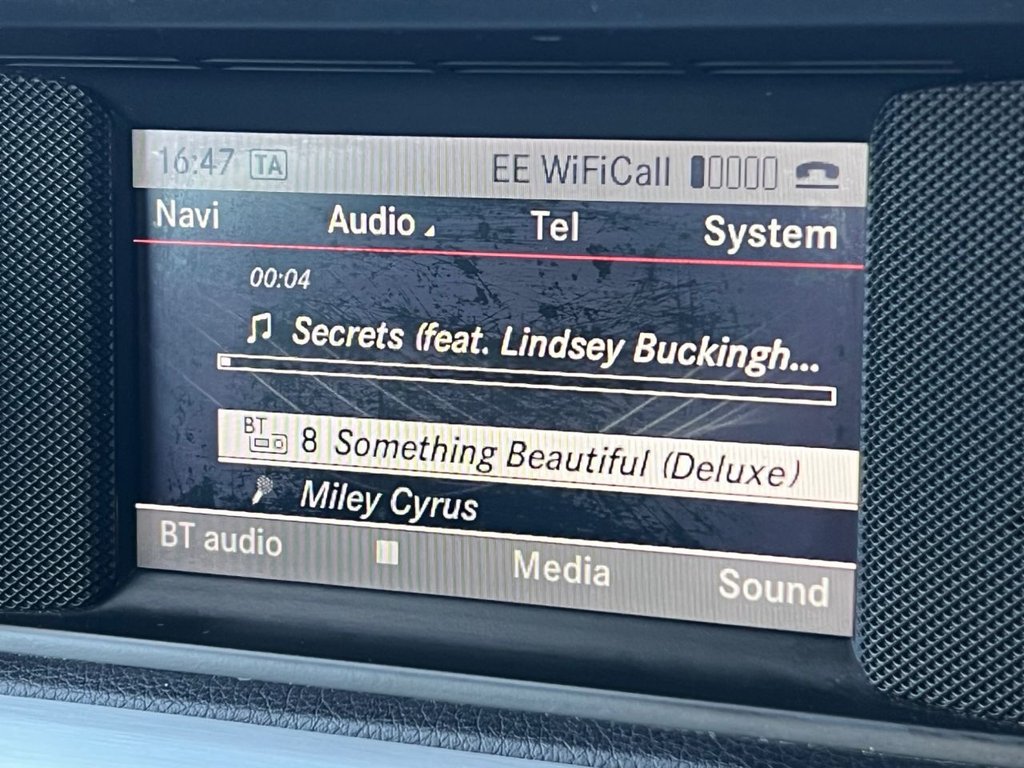 16:47 TA EE WiFiCall
Navi Audio Tel System
00:04
Secrets (feat. Lindsey Buckingh...
BT 8 Something Beautiful (Deluxe)
Miley Cyrus
BT audio Media Sound